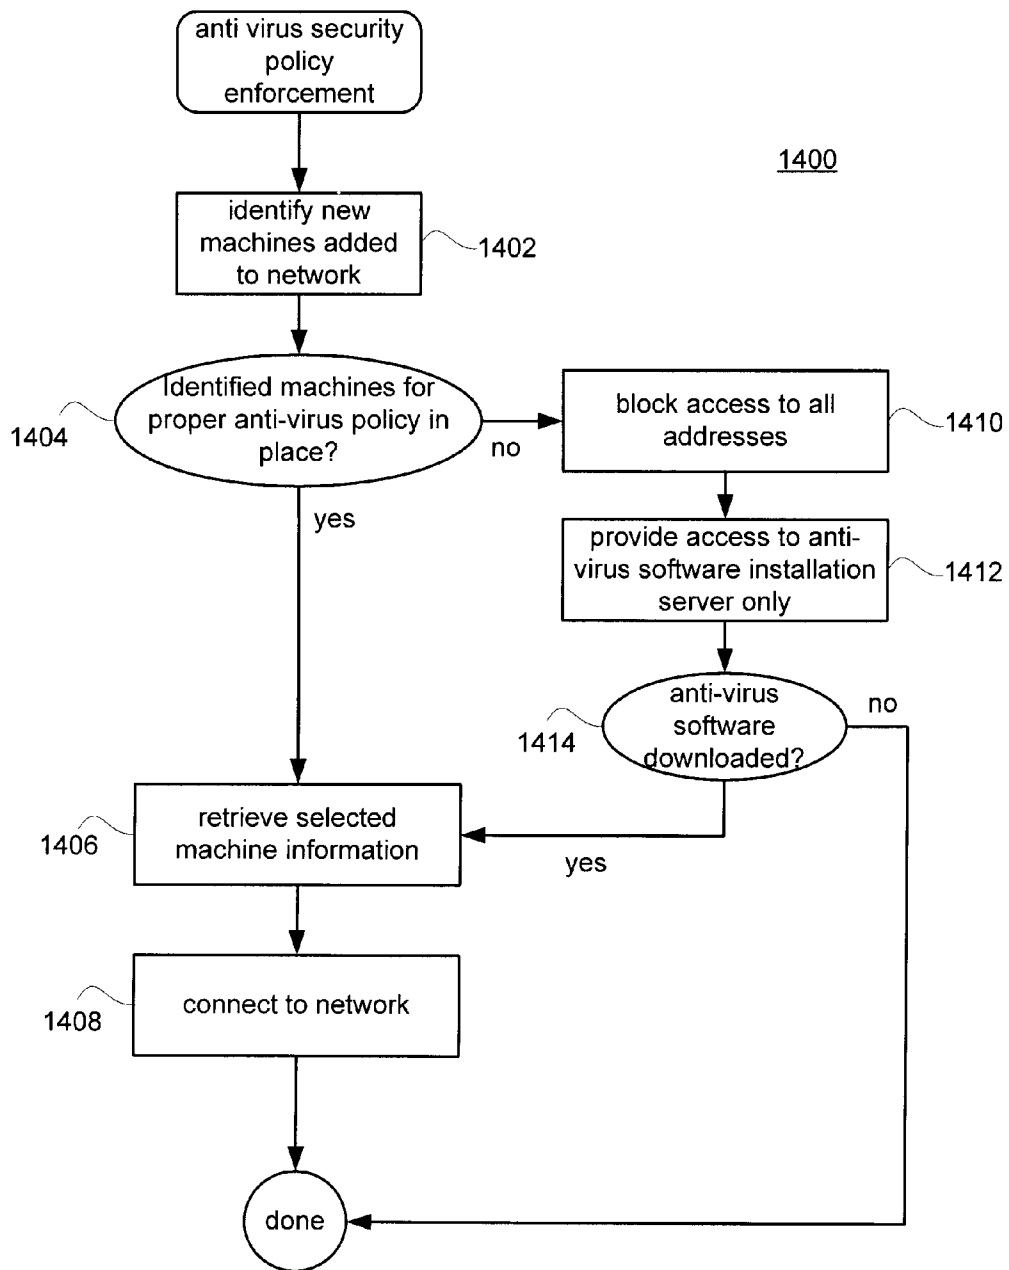 anti virus security
policy
enforcement
1400
identify new
machines added
to network
1402
Identified machines for
proper anti-virus policy in
place?
1404
no
block access to all
addresses
1410
yes
provide access to anti-
virus software installation
server only
1412
anti-virus
software
downloaded?
no
1414
retrieve selected
machine information
1406
yes
connect to network
1408
done